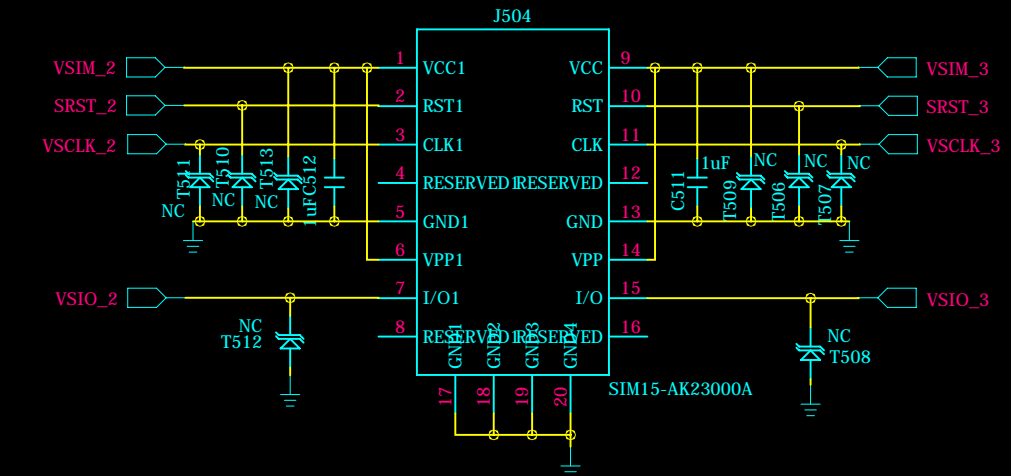 J504
VSIM_2
1
VCC1
VCC
9
VSIM_3
SRST_2
2
RST1
RST
10
SRST_3
VSCLK_2
3
CLK1
CLK
11
VSCLK_3
T511
NC
T510
NC
T513
NC
1uF
C512
4
RESERVED1
RESERVED
12
C511
1uF
T509
NC
T506
NC
T507
NC
5
GND1
GND
13
6
VPP1
VPP
14
VSIO_2
7
I/O1
I/O
15
VSIO_3
NC
T512
8
RESERVED1
RESERVED
16
NC
T508
GND1
GND2
GND3
GND4
17
18
19
20
SIM15-AK23000A